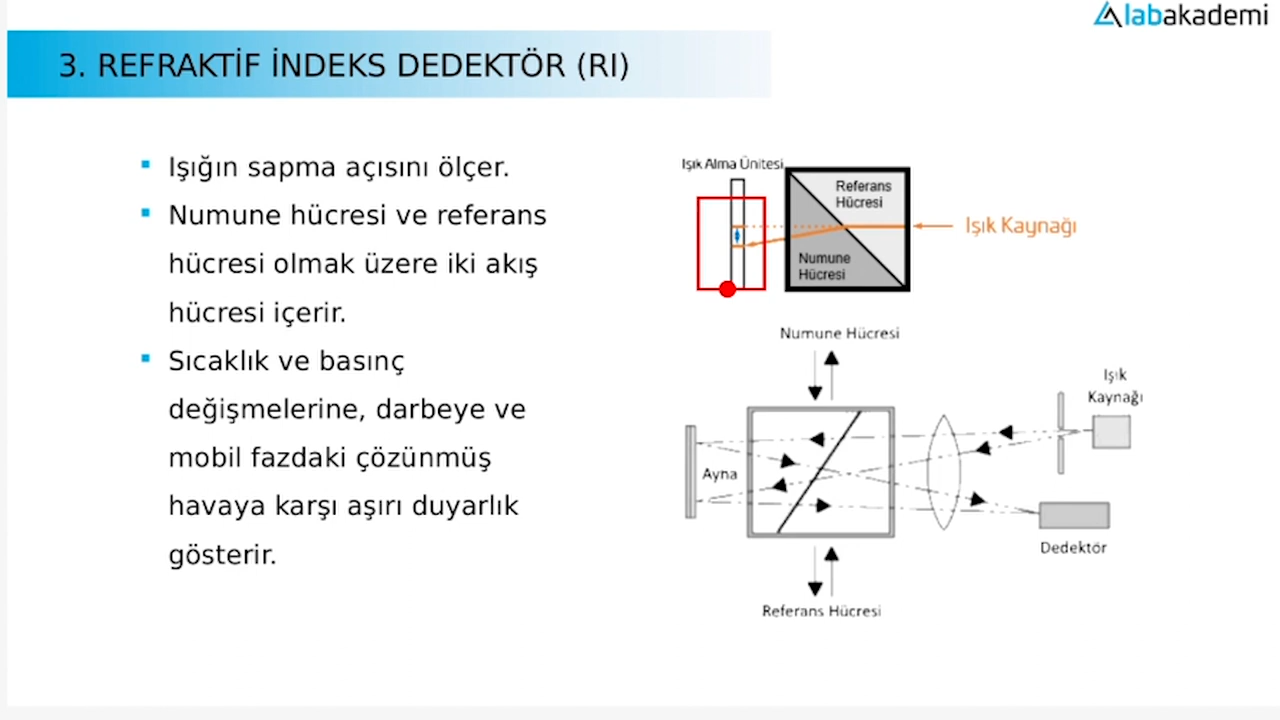 labakademi
3. REFRAKTİF İNDEKS DEDEKTÖR (RI)
Işığın sapma açısını ölçer.
Numune hücresi ve referans
hücresi olmak üzere iki akış
hücresi içerir.
Sıcaklık ve basınç
değişmelerine, darbeye ve
mobil fazdaki çözünmüş
havaya karşı aşırı duyarlık
gösterir.
Işık Alma Ünitesi
Referans
Hücresi
Işık Kaynağı
Numune
Hücresi
Numune Hücresi
Işık
Kaynağı
Ayna
Dedektör
Referans Hücresi